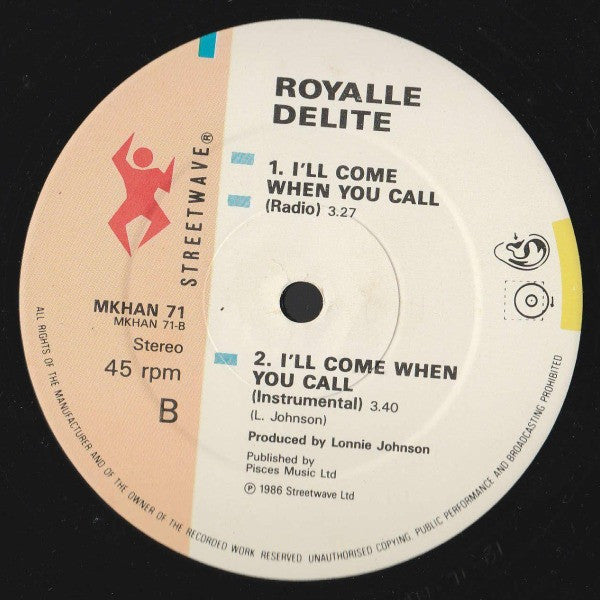 ROYALLE
DELITE
1. I'LL COME
WHEN YOU CALL
(Radio) 3.27
STREETWAVE®
MKHAN 71
MKHAN 71-B
Stereo
45 rpm
B
2. I'LL COME WHEN
YOU CALL
(Instrumental) 3.40
(L. Johnson)
Produced by Lonnie Johnson
Published by
Pisces Music Ltd
℗ 1986 Streetwave Ltd
ALL RIGHTS OF THE MANUFACTURER AND OF THE OWNER OF THE RECORDED WORK RESERVED UNAUTHORISED COPYING, PUBLIC PERFORMANCE AND BROADCASTING PROHIBITED